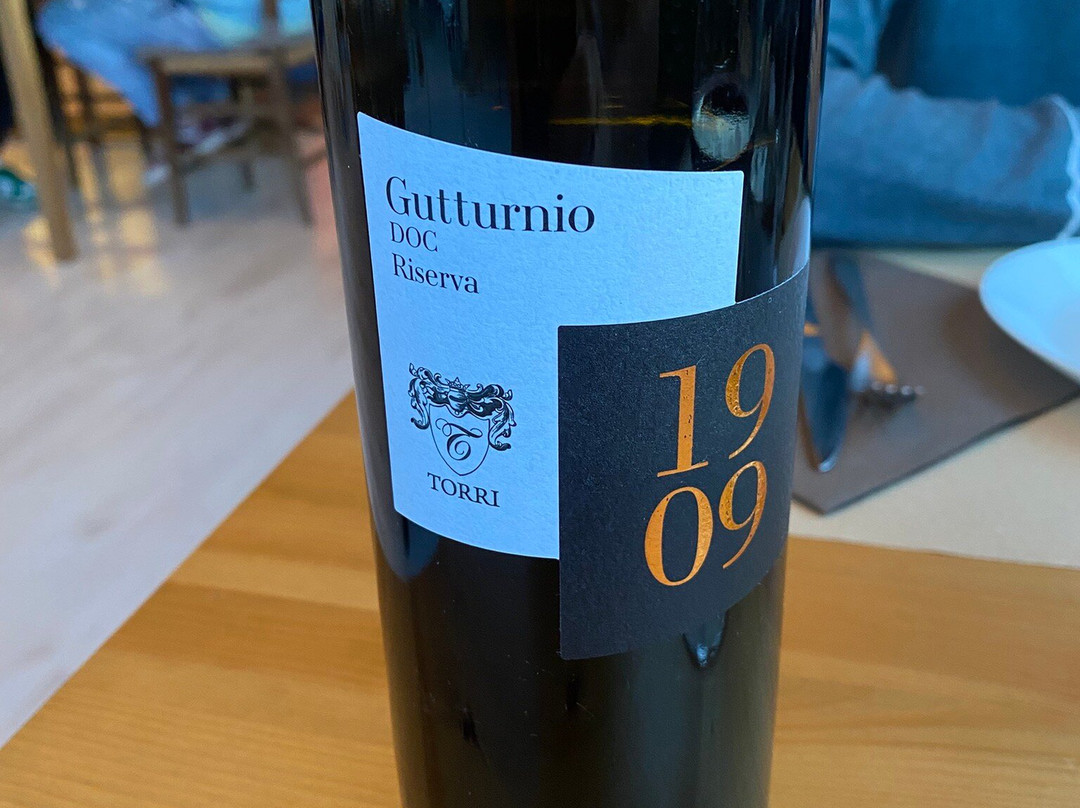 Gutturnio
DOC
Riserva
T
TORRI
19
09